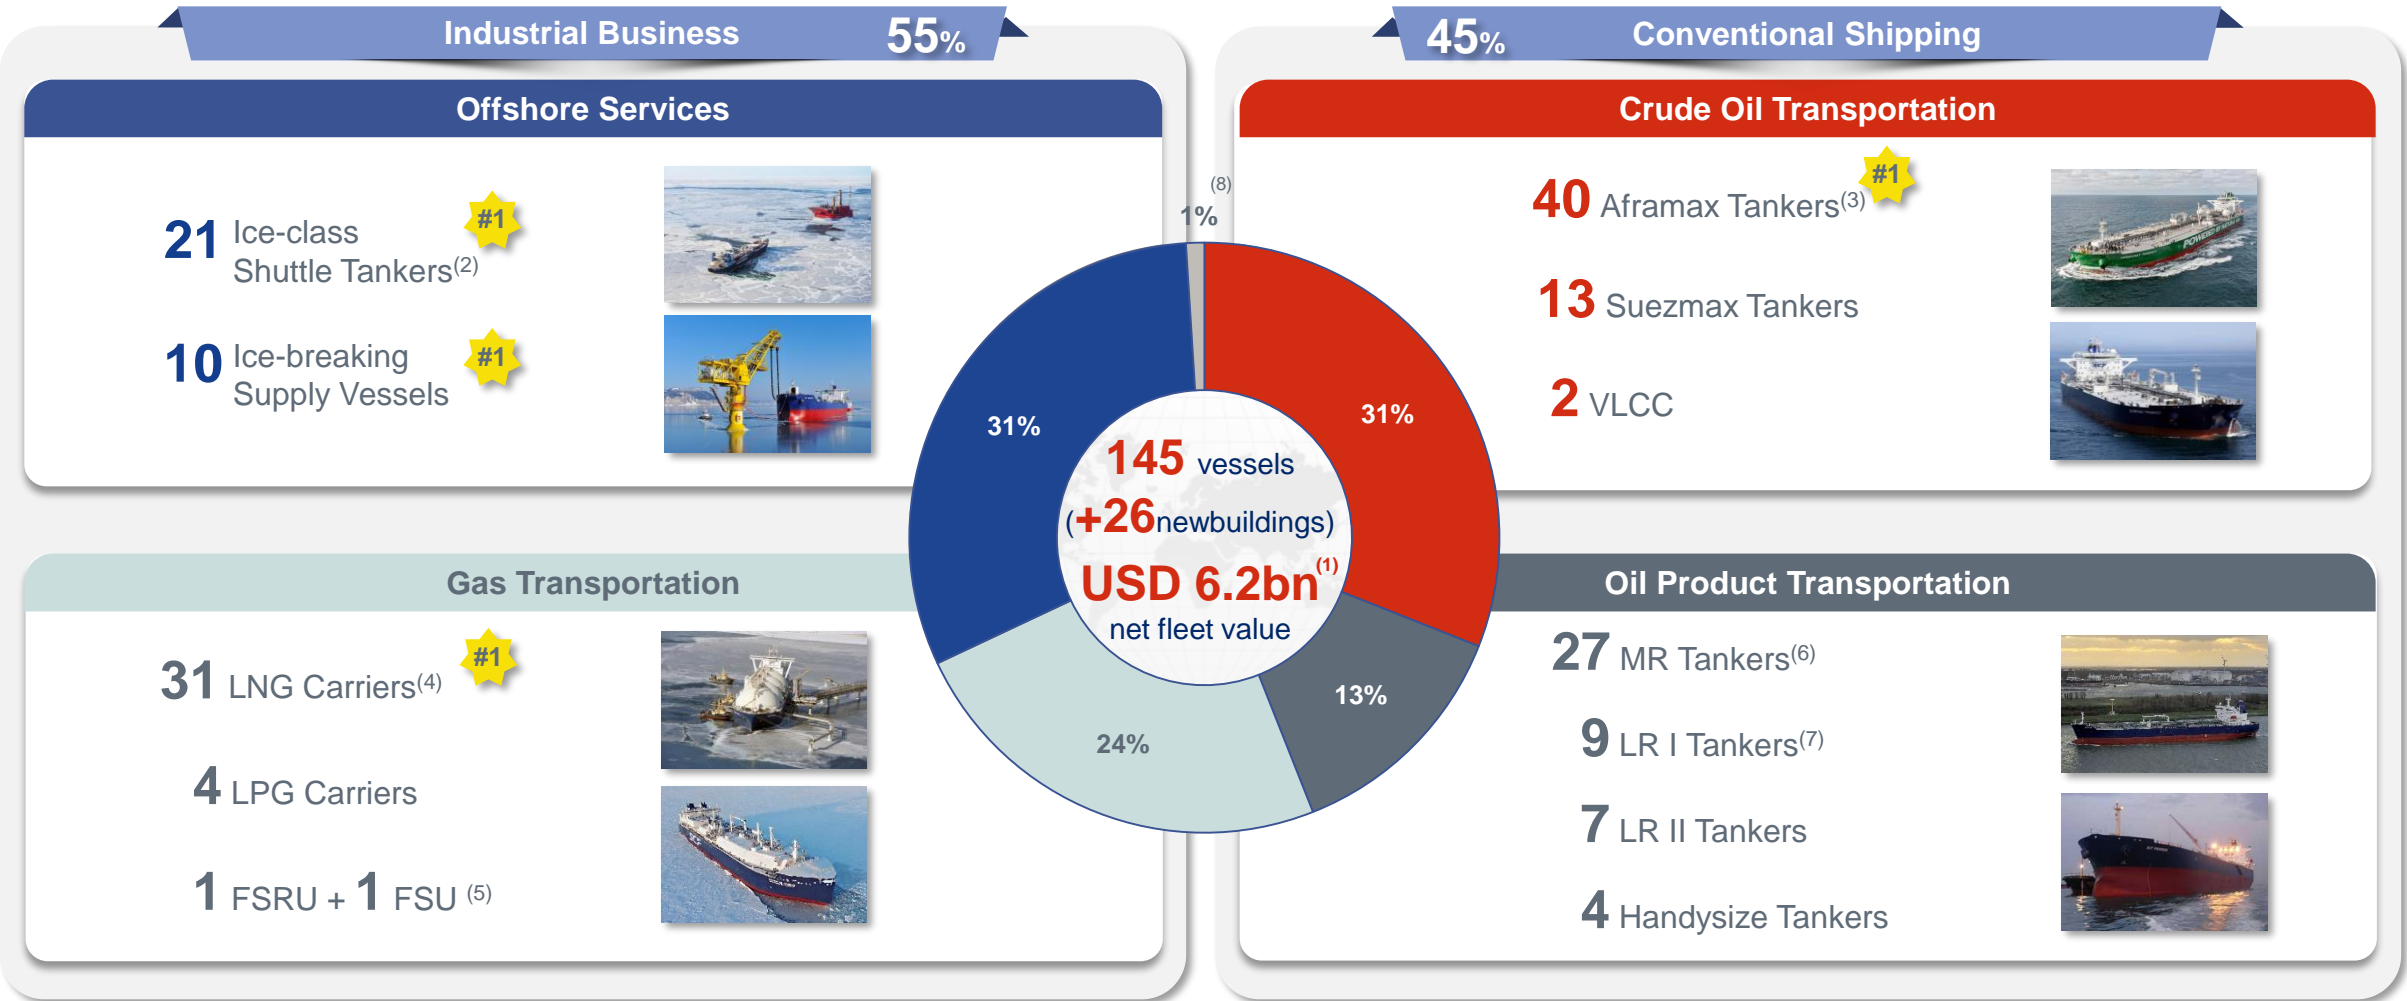 Industrial Business 55%
Offshore Services
21 Ice-class
Shuttle Tankers(2)
#1
10 Ice-breaking
Supply Vessels
#1
Gas Transportation
31 LNG Carriers(4)
#1
4 LPG Carriers
1 FSRU + 1 FSU (5)
(8)
1%
31%
31%
13%
24%
145 vessels
(+26newbuildings)
USD 6.2bn(1)
net fleet value
45% Conventional Shipping
Crude Oil Transportation
40 Aframax Tankers(3)
#1
13 Suezmax Tankers
2 VLCC
Oil Product Transportation
27 MR Tankers(6)
9 LR I Tankers(7)
7 LR II Tankers
4 Handysize Tankers